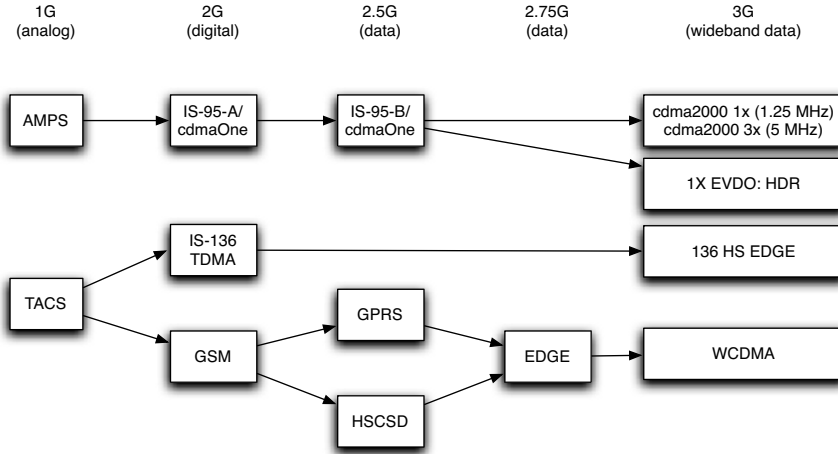 1G
(analog)
2G
(digital)
2.5G
(data)
2.75G
(data)
3G
(wideband data)
AMPS
IS-95-A/
cdmaOne
IS-95-B/
cdmaOne
cdma2000 1x (1.25 MHz)
cdma2000 3x (5 MHz)
1X EVDO: HDR
IS-136
TDMA
136 HS EDGE
TACS
GSM
GPRS
HSCSD
EDGE
WCDMA